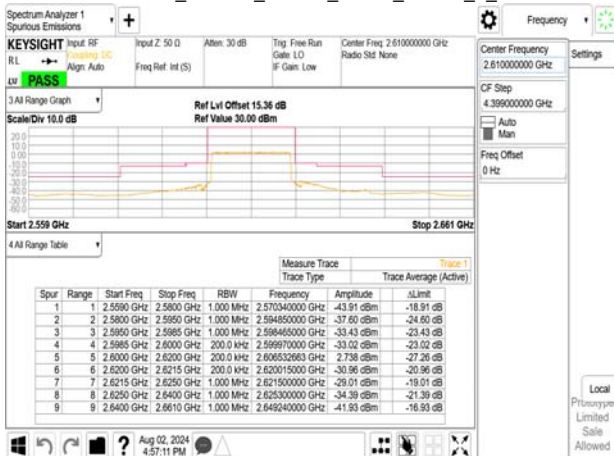 Spectrum Analyzer 1
Spurious Emissions
Frequency
KEYSIGHT Input: RF Input Z: 50 Ω Atten: 30 dB Trig: Free Run Center Freq: 2.610000000 GHz
RL Coupling: DC Gate: LO Radio Std: None
Align: Auto Freq Ref: Int (S) IF Gain: Low
PASS
Center Frequency
2.610000000 GHz
Settings
CF Step
4.399000000 GHz
Auto
Man
Freq Offset
0 Hz
3 All Range Graph
Ref Lvl Offset 15.36 dB
Scale/Div 10.0 dB Ref Value 30.00 dBm
20.0
10.0
0.00
-10.0
-20.0
-30.0
-40.0
-50.0
-60.0
Start 2.559 GHz Stop 2.661 GHz
4 All Range Table
Measure Trace Trace 1
Trace Type Trace Average (Active)
Spur Range Start Freq Stop Freq RBW Frequency Amplitude ΔLimit
1 1 2.5590 GHz 2.5800 GHz 1.000 MHz 2.570340000 GHz -43.91 dBm -18.91 dB
2 2 2.5800 GHz 2.5950 GHz 1.000 MHz 2.594850000 GHz -37.60 dBm -24.60 dB
3 3 2.5950 GHz 2.5985 GHz 1.000 MHz 2.598465000 GHz -33.43 dBm -23.43 dB
4 4 2.5985 GHz 2.6000 GHz 200.0 kHz 2.599970000 GHz -33.02 dBm -23.02 dB
5 5 2.6000 GHz 2.6200 GHz 200.0 kHz 2.606532663 GHz 2.738 dBm -27.26 dB
6 6 2.6200 GHz 2.6215 GHz 200.0 kHz 2.620015000 GHz -30.96 dBm -20.96 dB
7 7 2.6215 GHz 2.6250 GHz 1.000 MHz 2.621500000 GHz -29.01 dBm -19.01 dB
8 8 2.6250 GHz 2.6400 GHz 1.000 MHz 2.625300000 GHz -34.39 dBm -21.39 dB
9 9 2.6400 GHz 2.6610 GHz 1.000 MHz 2.649240000 GHz -41.93 dBm -16.93 dB
Local
Prototype
Limited
Sale
Allowed
Aug 02, 2024
4:57:11 PM